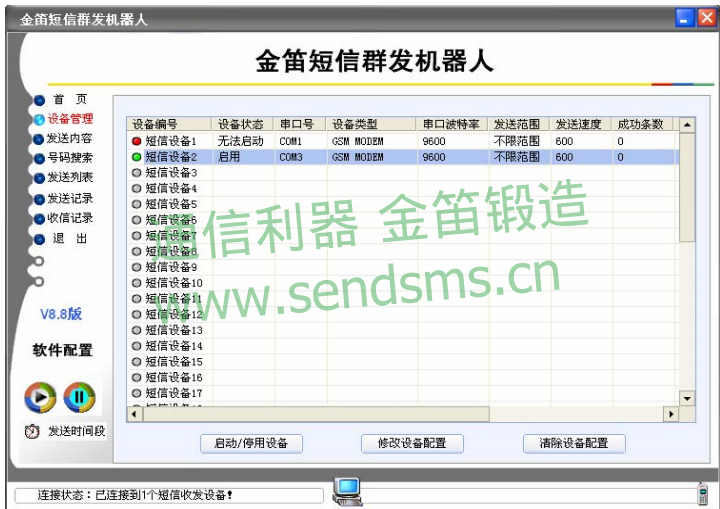 金笛短信群发机器人
金笛短信群发机器人
首 页
设备管理
发送内容
号码搜索
发送列表
发送记录
收信记录
退 出
V8.8版
软件配置
发送时间段
设备编号 设备状态 串口号 设备类型 串口波特率 发送范围 发送速度 成功条数
短信设备1 无法启动 COM1 GSM MODEM 9600 不限范围 600 0
短信设备2 启用 COM3 GSM MODEM 9600 不限范围 600 0
短信设备3
短信设备4
短信设备5
短信设备6
短信设备7
短信设备8
短信设备9
短信设备10
短信设备11
短信设备12
短信设备13
短信设备14
短信设备15
短信设备16
短信设备17
通信利器 金笛锻造
www.sendsms.cn
启动/停用设备 修改设备配置 清除设备配置
连接状态：已连接到1个短信收发设备!